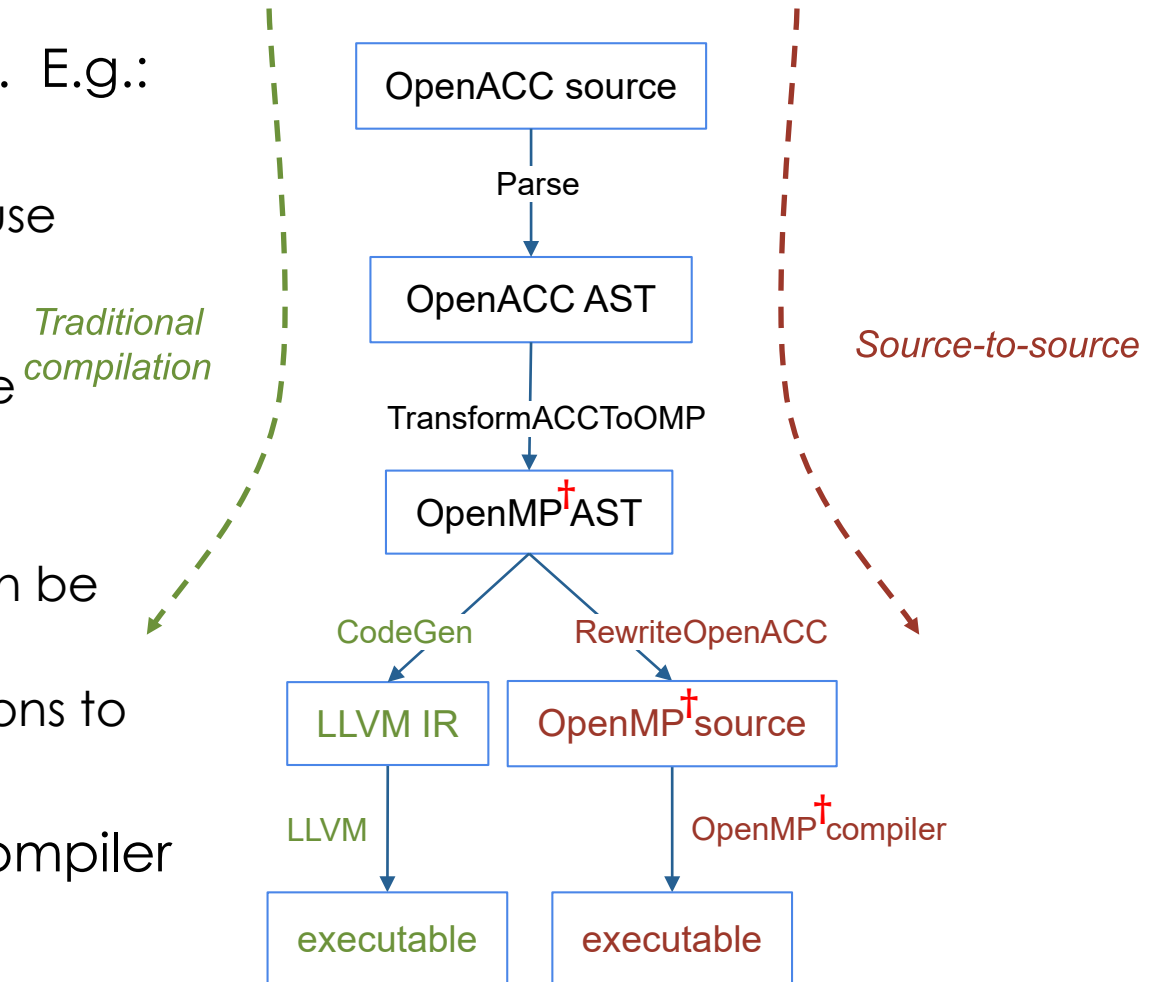 . E.g.:
use
e
n be
ons to
ompiler
Traditional
compilation
OpenACC source
Parse
OpenACC AST
TransformACCToOMP
OpenMP† AST
CodeGen
RewriteOpenACC
LLVM IR
OpenMP† source
LLVM
OpenMP† compiler
executable
executable
Source-to-source